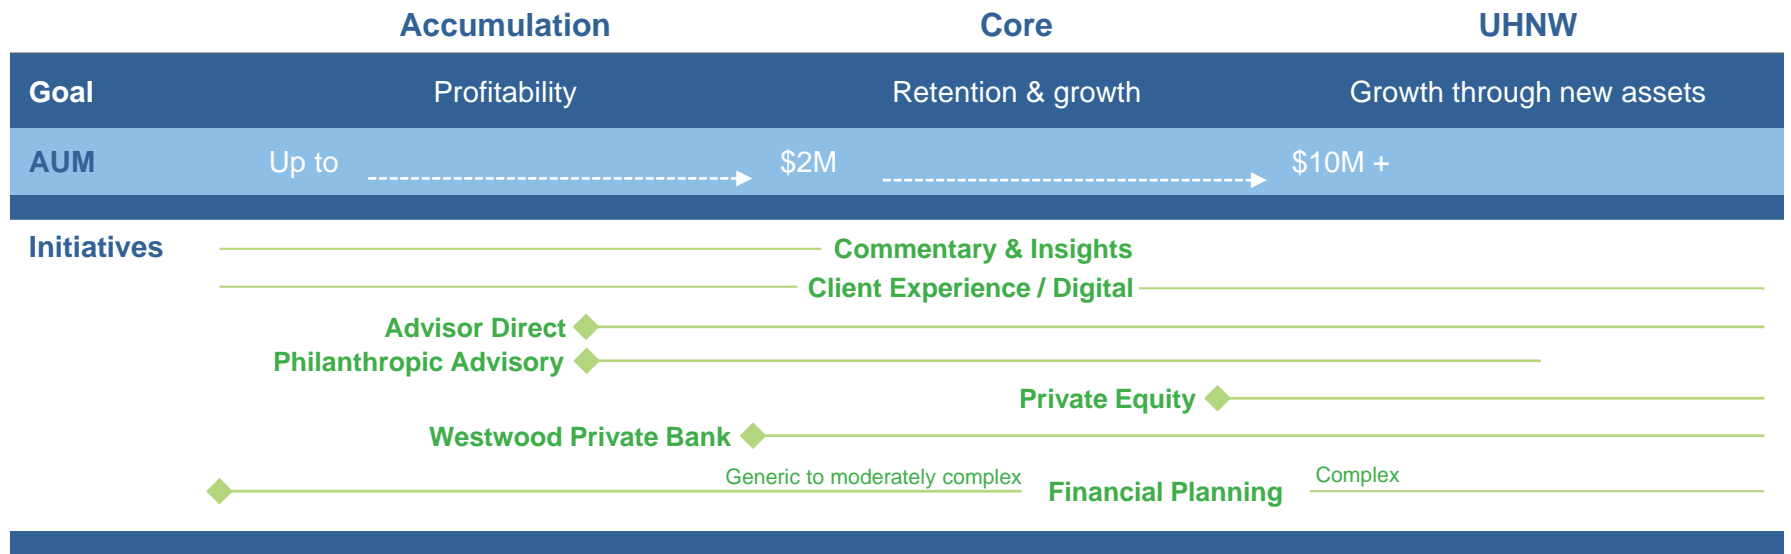 Accumulation Core UHNW
Goal Profitability Retention & growth Growth through new assets
AUM Up to $2M $10M +
Initiatives Commentary & Insights
Client Experience / Digital
Advisor Direct
Philanthropic Advisory
Private Equity
Westwood Private Bank
Generic to moderately complex Financial Planning Complex